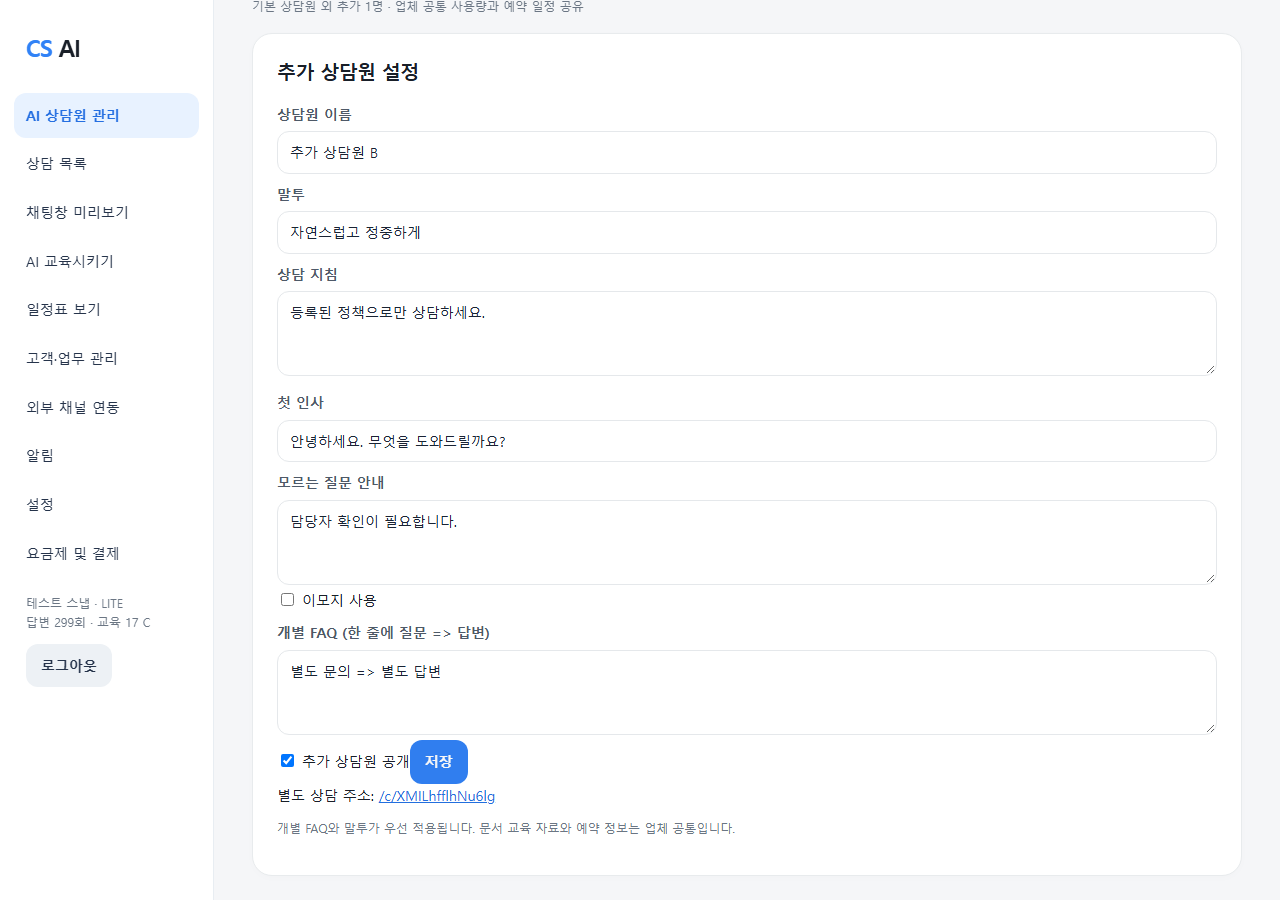 기본 상담원 외 추가 1명 · 업체 공통 사용량과 예약 일정 공유
CS AI
AI 상담원 관리
상담 목록
채팅창 미리보기
AI 교육시키기
일정표 보기
고객·업무 관리
외부 채널 연동
알림
설정
요금제 및 결제
테스트 스냅 · LITE
답변 299회 · 교육 17 C
로그아웃
추가 상담원 설정
상담원 이름
추가 상담원 B
말투
자연스럽고 정중하게
상담 지침
등록된 정책으로만 상담하세요.
첫 인사
안녕하세요. 무엇을 도와드릴까요?
모르는 질문 안내
담당자 확인이 필요합니다.
이모지 사용
개별 FAQ (한 줄에 질문 => 답변)
별도 문의 => 별도 답변
추가 상담원 공개 저장
별도 상담 주소:
개별 FAQ와 말투가 우선 적용됩니다. 문서 교육 자료와 예약 정보는 업체 공통입니다.